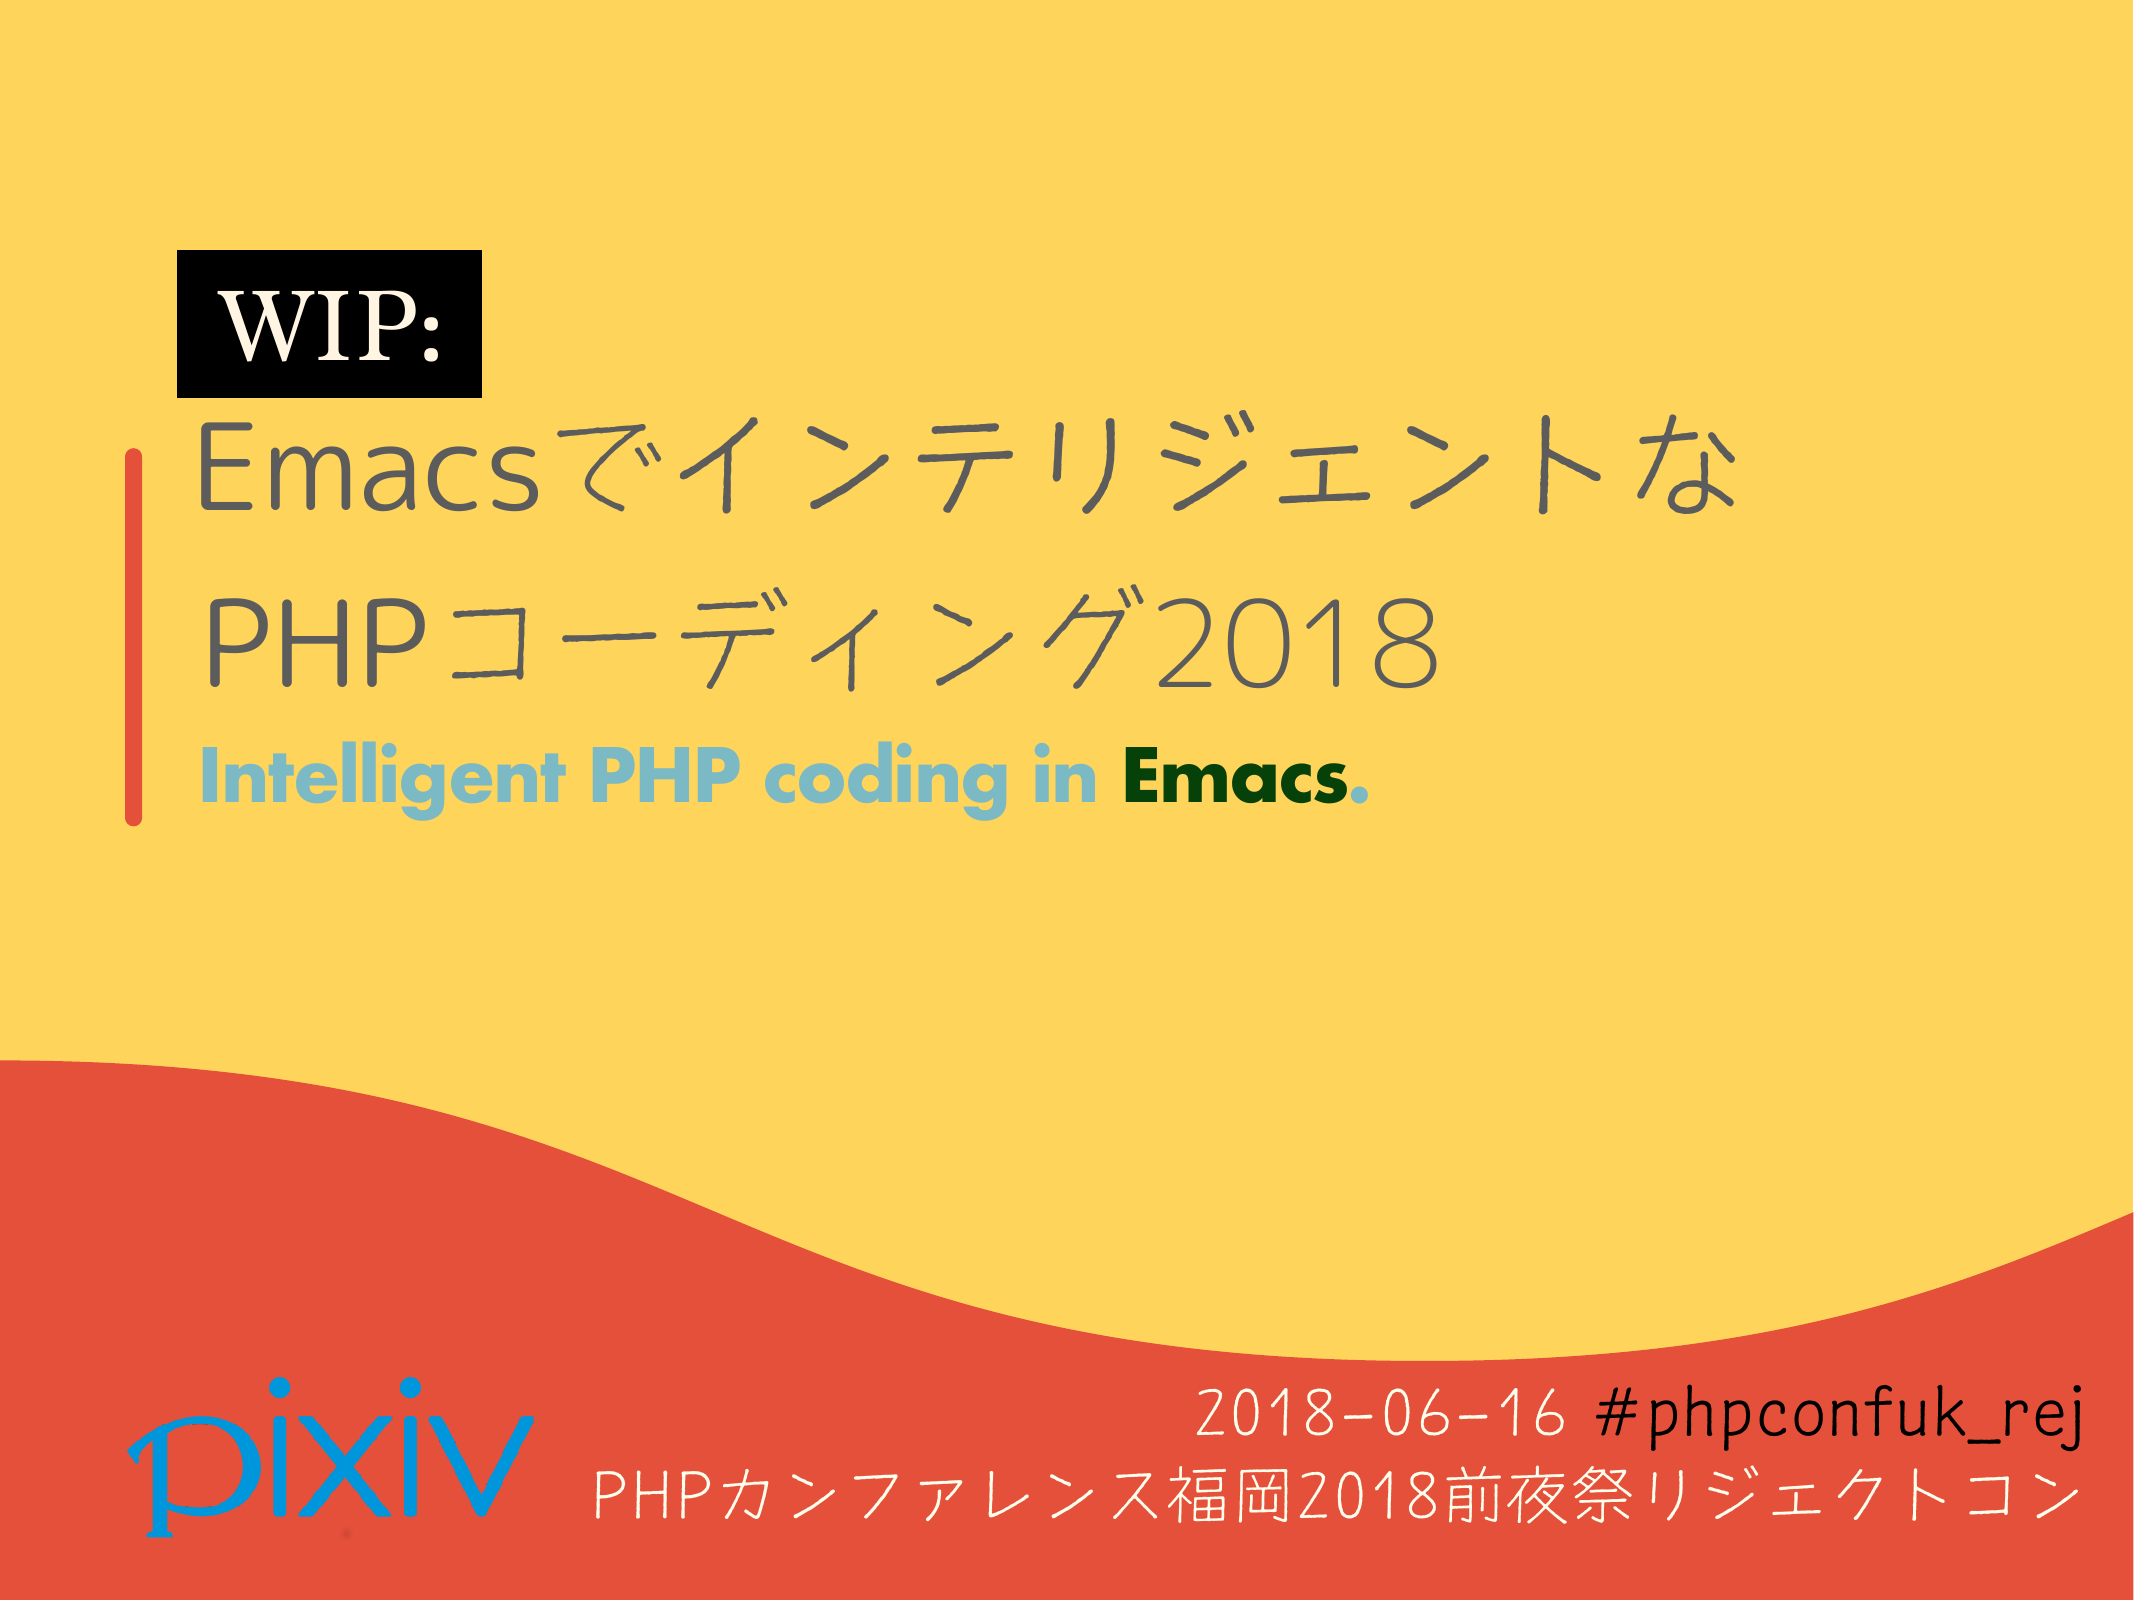 WIP:
Emacsでインテリジェントな
PHPコーディング2018
Intelligent PHP coding in Emacs.
pixiv
2018-06-16 #phpconfuk_rej
PHPカンファレンス福岡2018前夜祭リジェクトコン